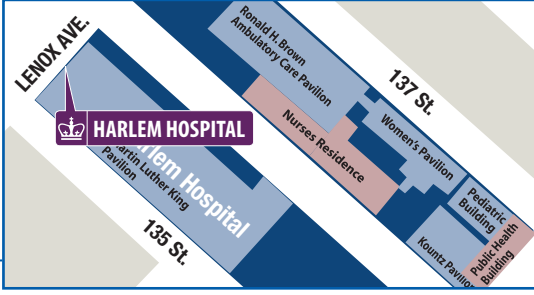 LENOX AVE.
Ronald H. Brown
Ambulatory Care Pavilion
137 St.
HARLEM HOSPITAL
Nurses Residence
Women's Pavilion
Harlem Hospital
Martin Luther King
Pavilion
Pediatric
Building
135 St.
Kountz Pavilion
Public Health
Building